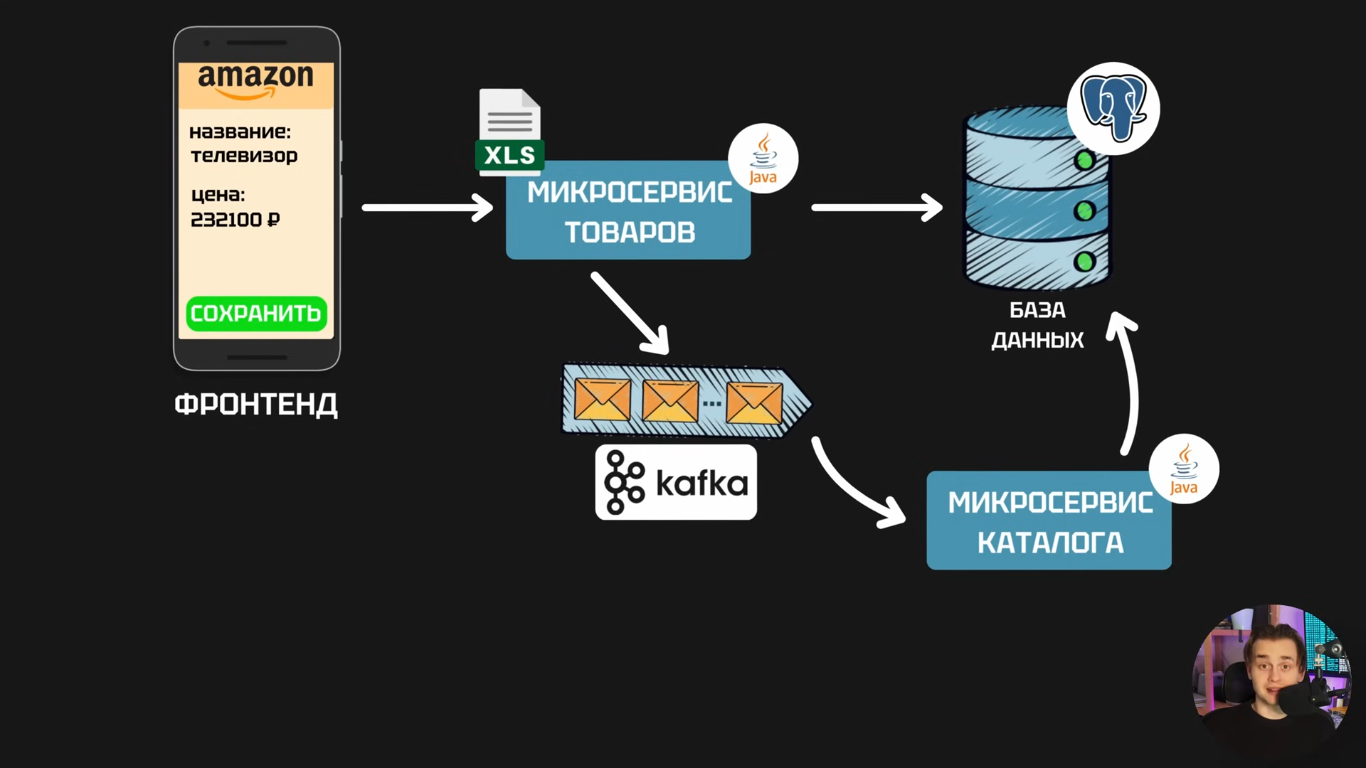 amazon
название:
телевизор
цена:
232100 ₽
СОХРАНИТЬ
ФРОНТЕНД
XLS
МИКРОСЕРВИС
ТОВАРОВ
Java
БАЗА
ДАННЫХ
kafka
МИКРОСЕРВИС
КАТАЛОГА
Java